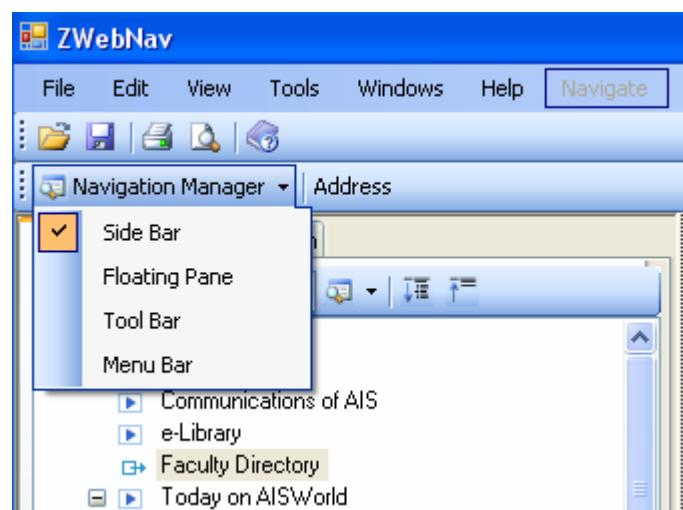 ZWebNav
File Edit View Tools Windows Help Navigate
Navigation Manager Address
Side Bar
Floating Pane
Tool Bar
Menu Bar
Communications of AIS
e-Library
Faculty Directory
Today on AISWorld